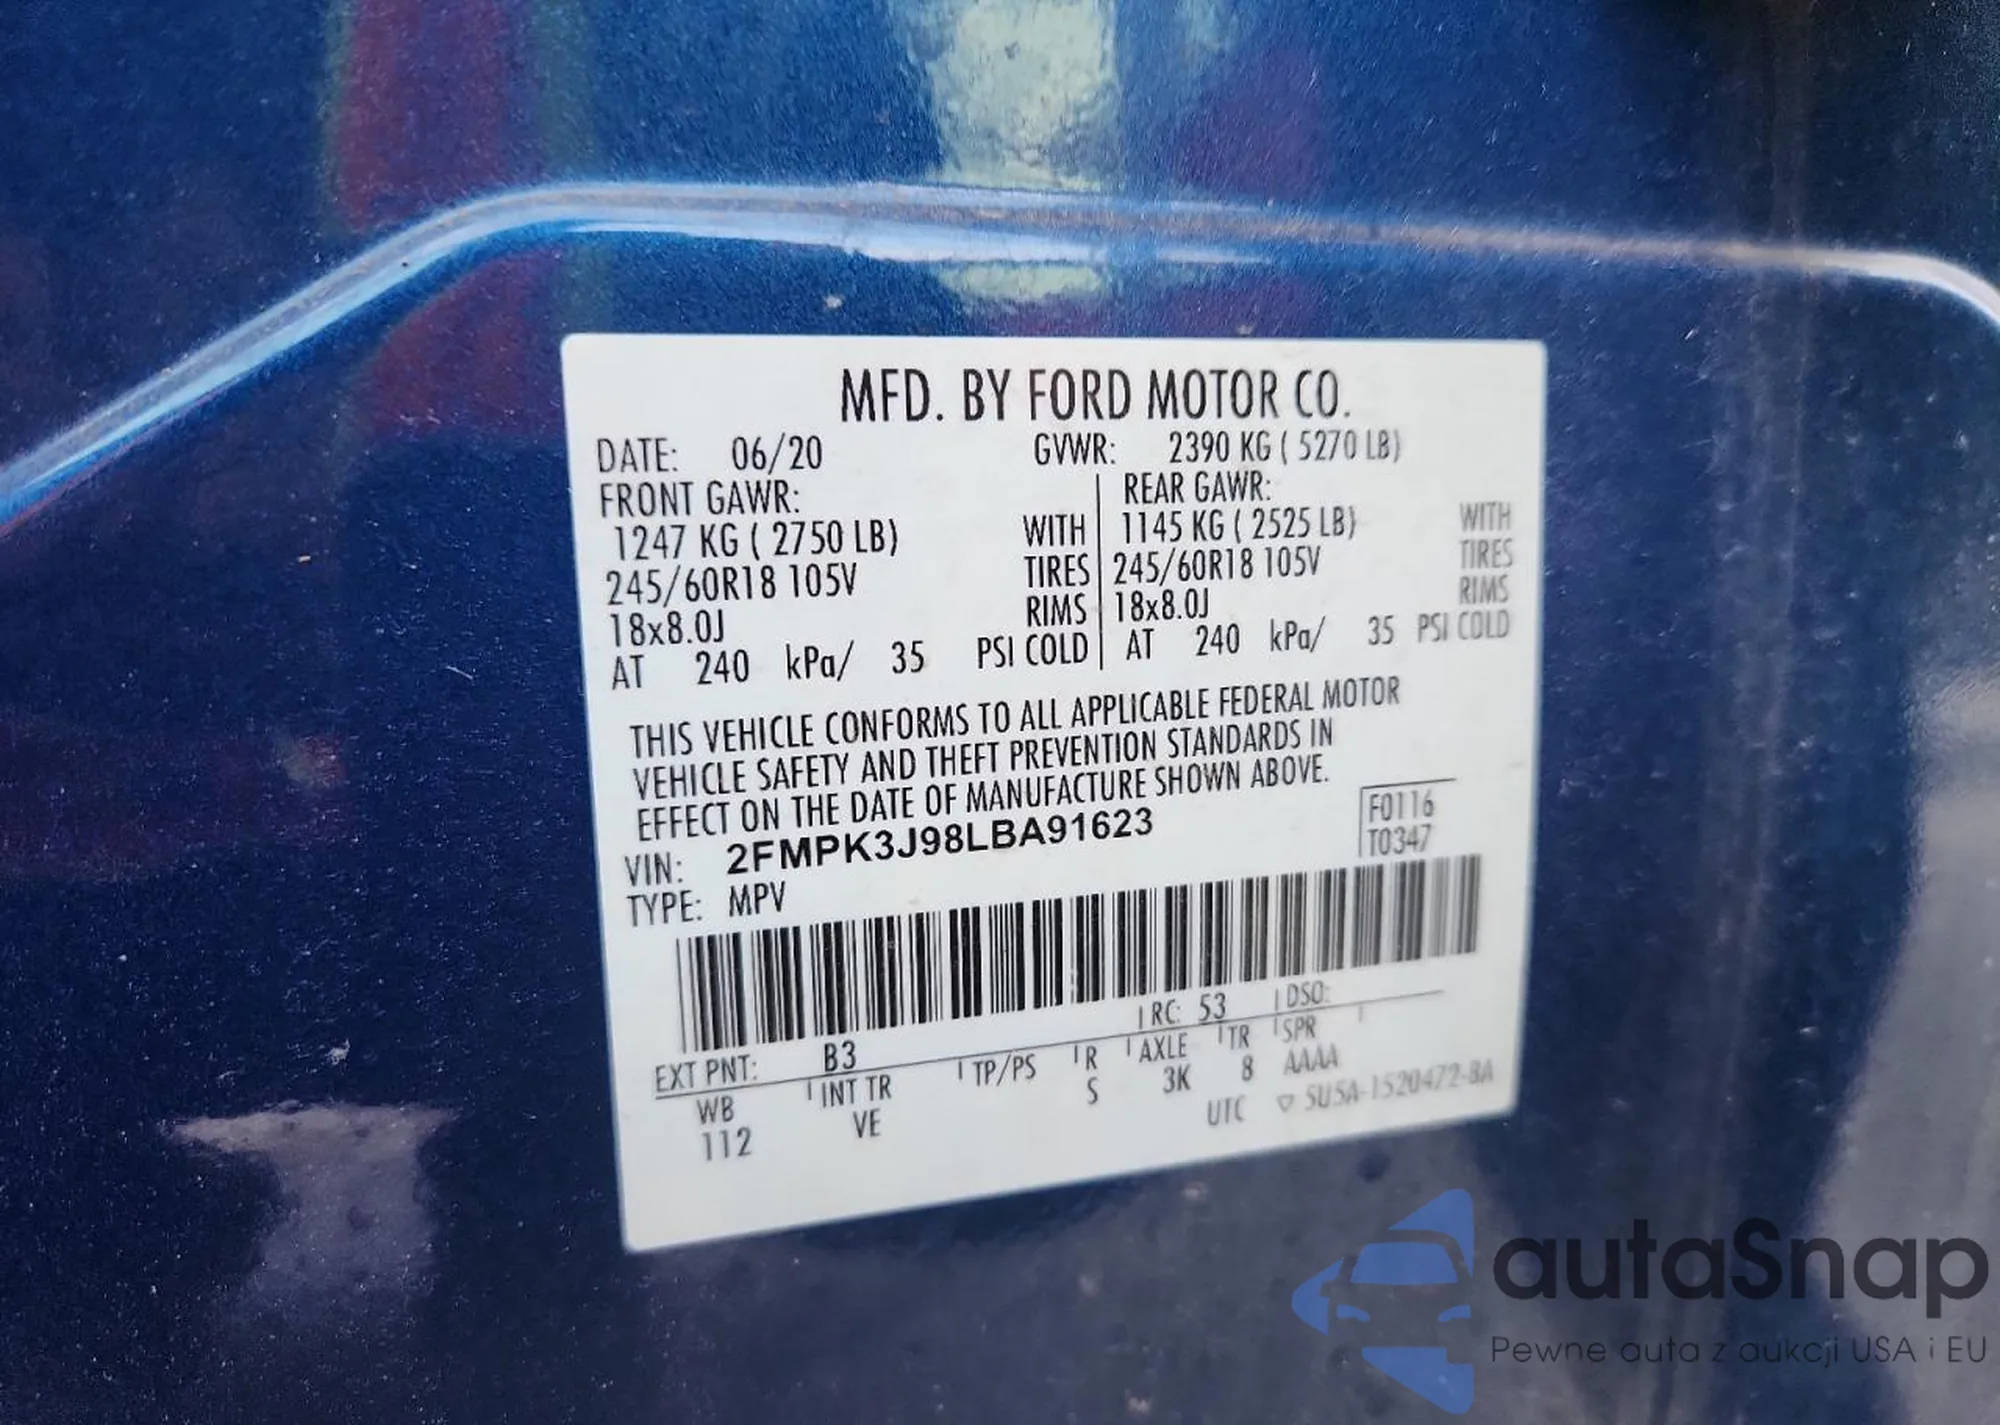 MFD. BY FORD MOTOR CO.
DATE: 06/20 GVWR: 2390 KG ( 5270 LB)
FRONT GAWR: REAR GAWR:
1247 KG ( 2750 LB) WITH 1145 KG ( 2525 LB) WITH
245/60R18 105V TIRES 245/60R18 105V TIRES
18x8.0J RIMS 18x8.0J RIMS
AT 240 kPa/ 35 PSI COLD AT 240 kPa/ 35 PSI COLD
THIS VEHICLE CONFORMS TO ALL APPLICABLE FEDERAL MOTOR
VEHICLE SAFETY AND THEFT PREVENTION STANDARDS IN
EFFECT ON THE DATE OF MANUFACTURE SHOWN ABOVE.
F0116
T0347
VIN: 2FMPK3J98LBA91623
TYPE: MPV
EXT PNT: B3 RC: 53 DSO:
WB INT TR TP/PS R AXLE TR SPR
112 VE S 3K 8 AAAA
UTC ▽ 5U5A-1520472-BA
autaSnap
Pewne auta z aukcji USA i EU